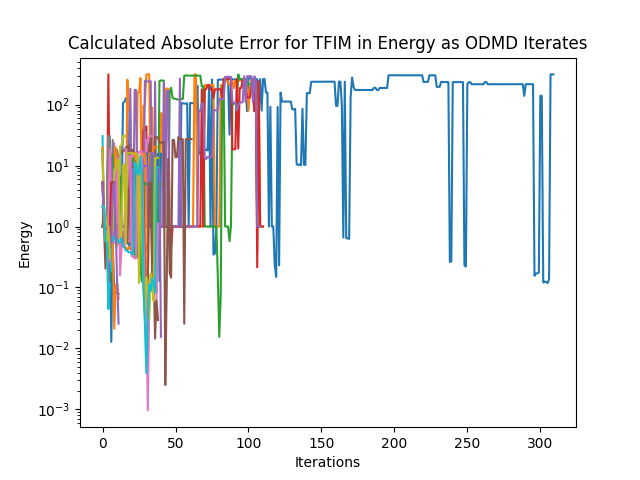 Calculated Absolute Error for TFIM in Energy as ODMD Iterates
Energy
10²
10¹
10⁰
10⁻¹
10⁻²
10⁻³
0 50 100 150 200 250 300
Iterations